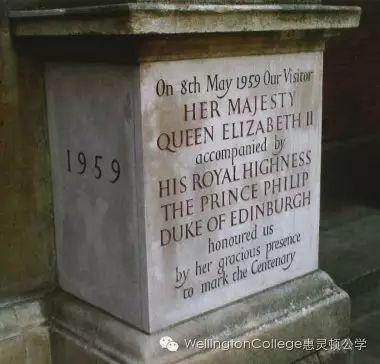 1959
On 8th May 1959 Our Visitor
HER MAJESTY
QUEEN ELIZABETH II
accompanied by
HIS ROYAL HIGHNESS
THE PRINCE PHILIP
DUKE OF EDINBURGH
honoured us
by her gracious presence
to mark the Centenary
WellingtonCollege惠灵顿公学